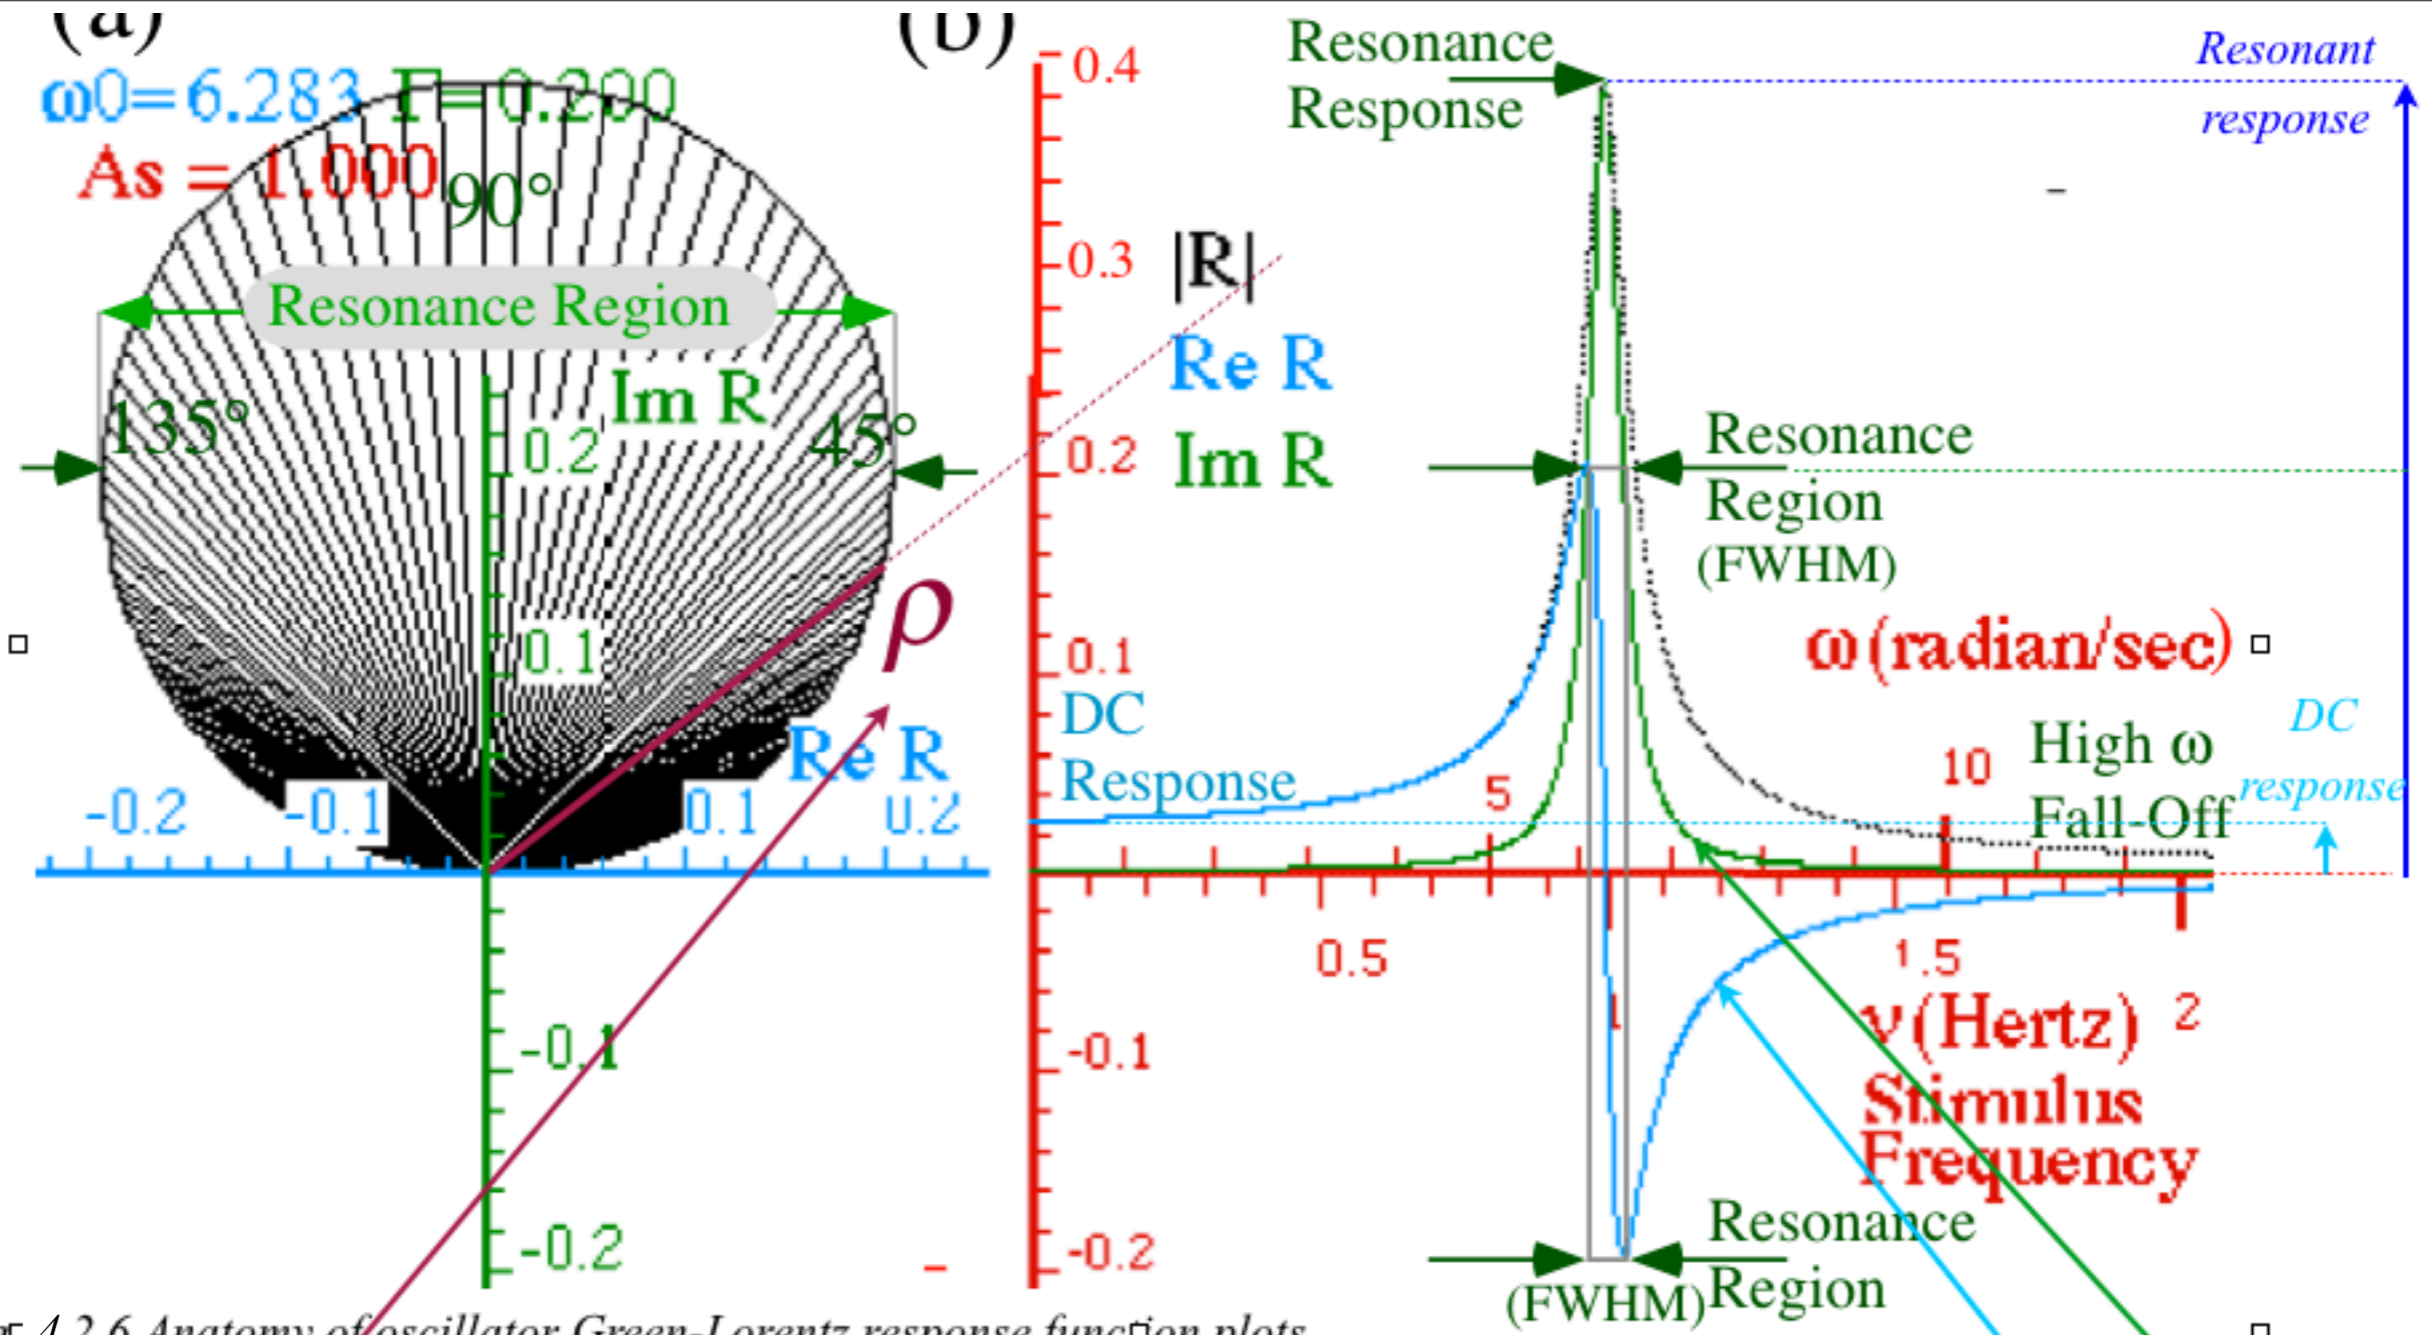 (a)
ω0=6.283 Γ=0.200
As = 1.000
90°
Resonance Region
135°
45°
Im R
0.2
0.1
ρ
Re R
-0.2
-0.1
0.1
0.2
-0.1
-0.2
(b)
0.4
0.3
0.2
0.1
-0.1
-0.2
|R|
Re R
Im R
Resonance
Response
Resonant
response
Resonance
Region
(FWHM)
ω(radian/sec)
DC
Response
5
10
High ω
Fall-Off
DC
response
0.5
1
1.5
2
ν(Hertz)
Stimulus
Frequency
Resonance
Region
(FWHM)
4.2.6 Anatomy of oscillator Green-Lorentz response function plots